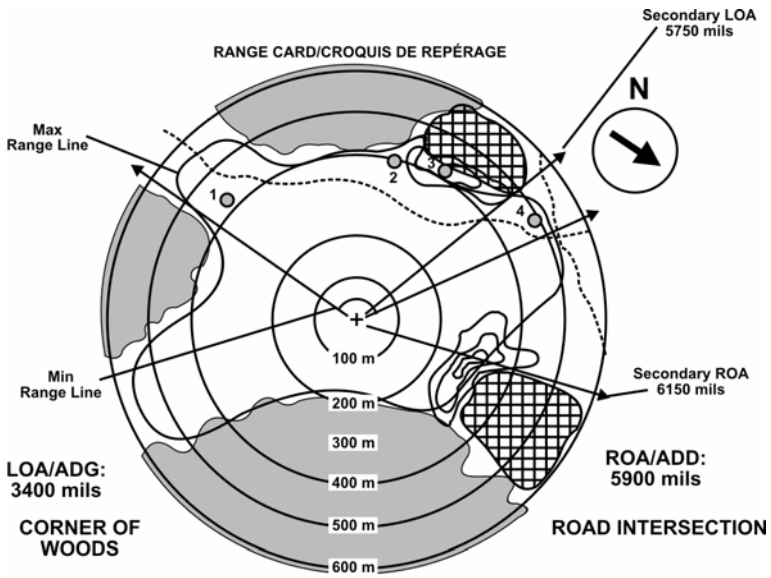 Secondary LOA
5750 mils
RANGE CARD/CROQUIS DE REPÉRAGE
N
Max
Range Line
1
2
3
4
100 m
Min
Range Line
Secondary ROA
6150 mils
200 m
300 m
400 m
500 m
600 m
LOA/ADG:
3400 mils
CORNER OF
WOODS
ROA/ADD:
5900 mils
ROAD INTERSECTION